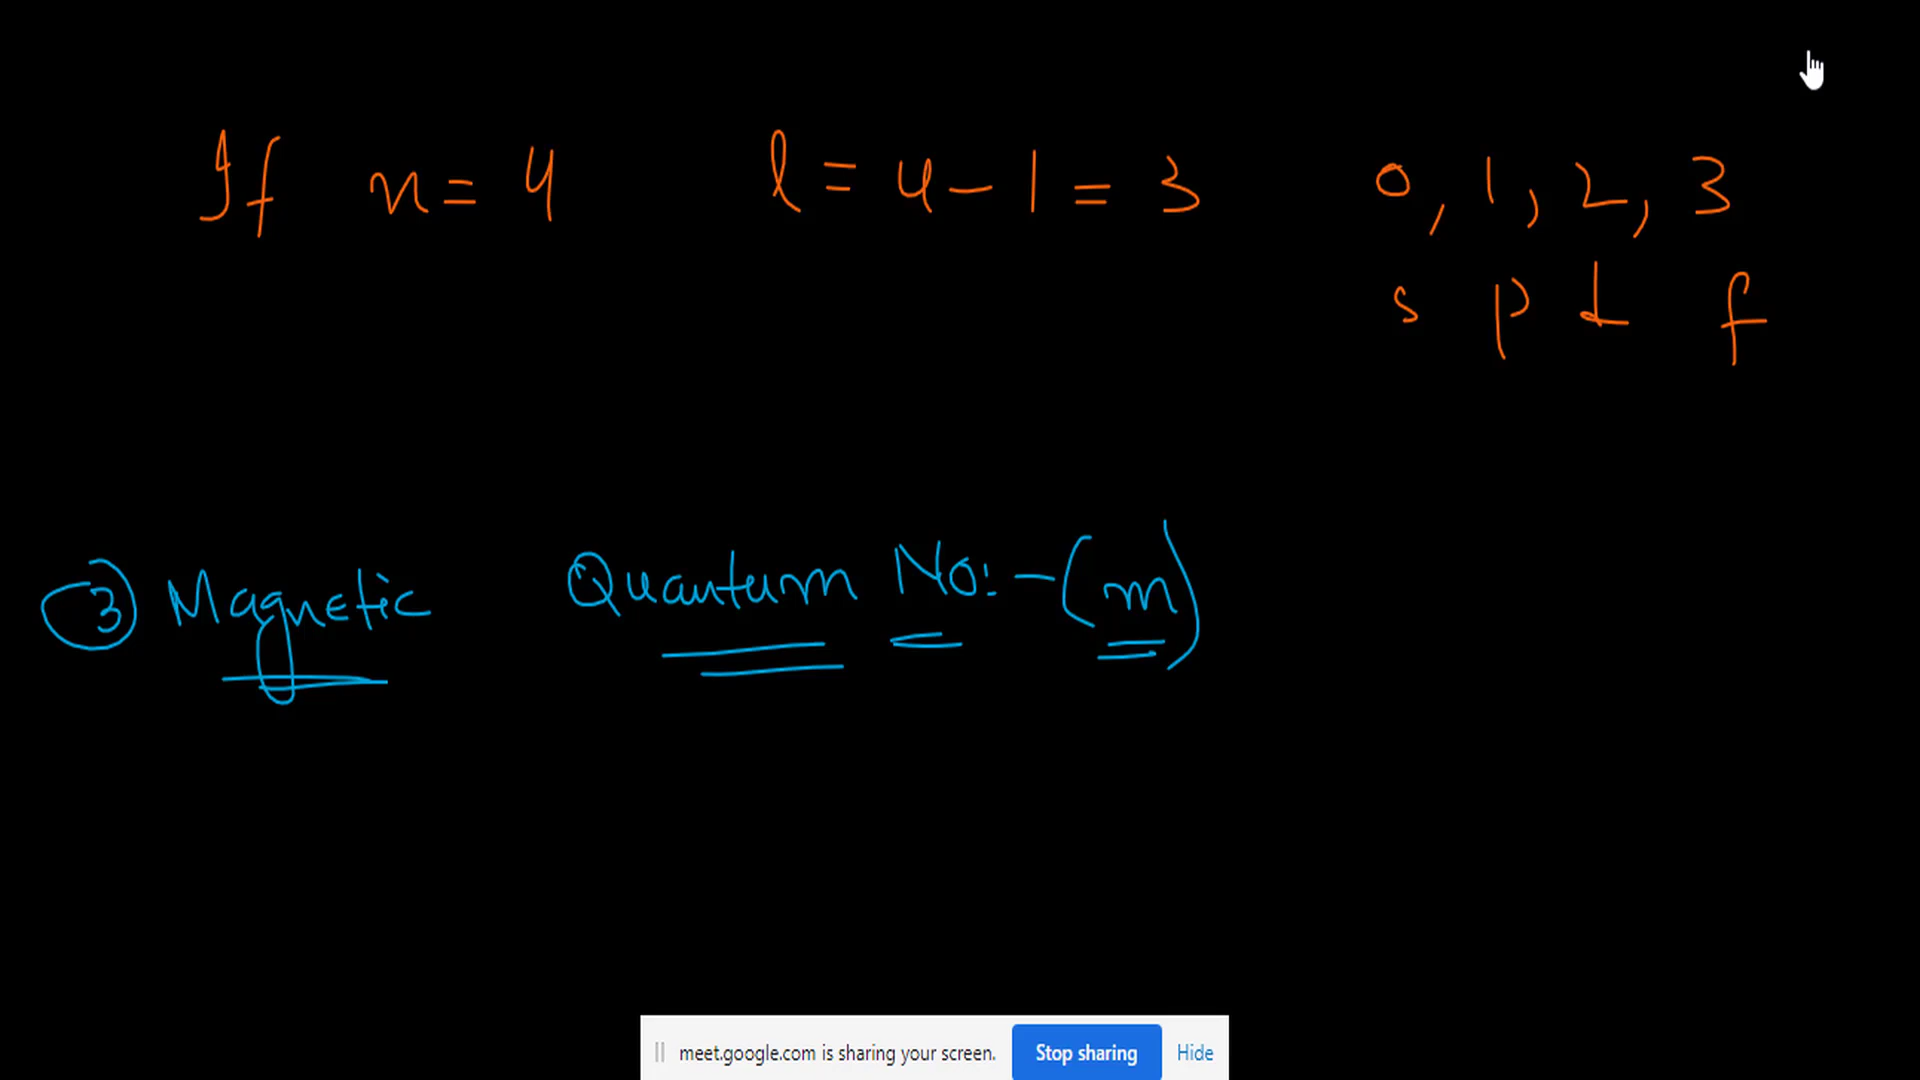 If n = 4 l = 4 - 1 = 3 0, 1, 2, 3
s p d f
③ Magnetic Quantum No: - (m)
meet.google.com is sharing your screen. Stop sharing Hide